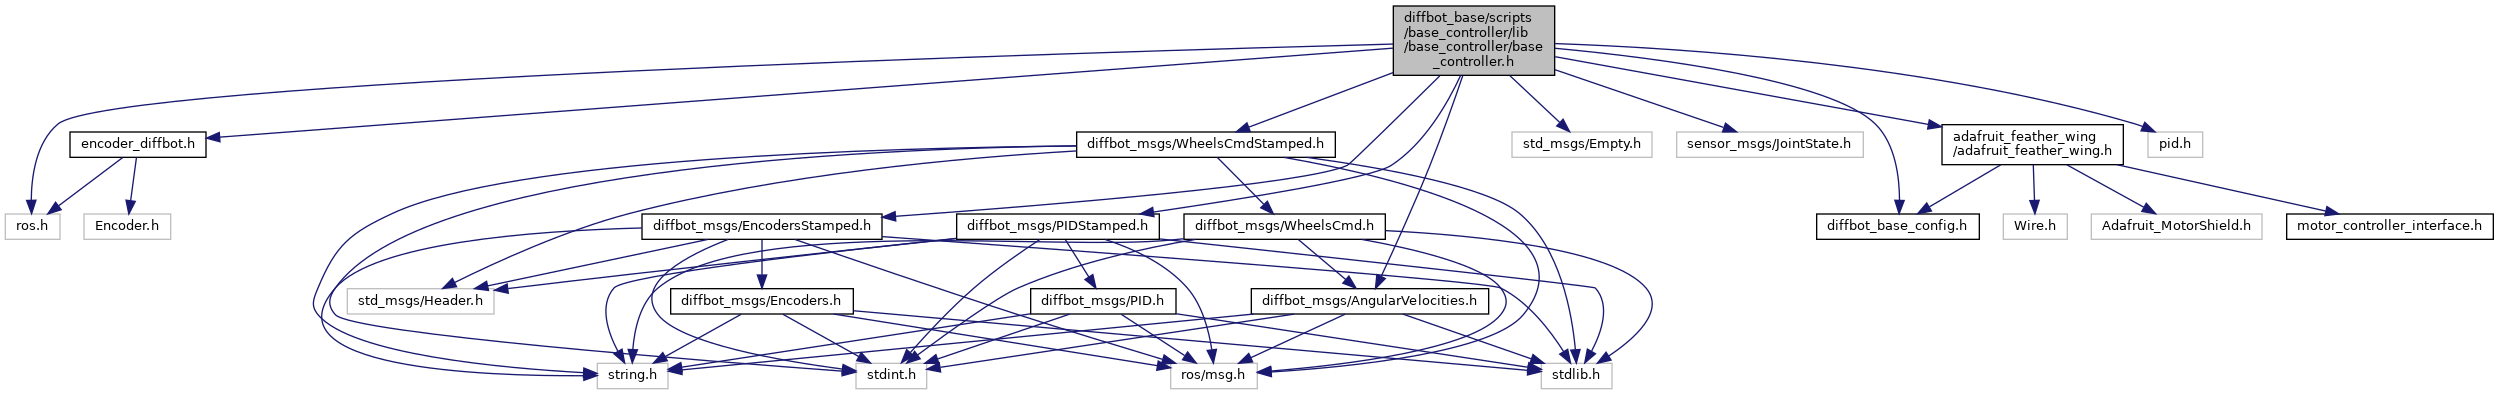 diffbot_base/scripts
/base_controller/lib
/base_controller/base
_controller.h
encoder_diffbot.h
diffbot_msgs/WheelsCmdStamped.h
std_msgs/Empty.h
sensor_msgs/JointState.h
adafruit_feather_wing
/adafruit_feather_wing.h
pid.h
ros.h
Encoder.h
diffbot_msgs/EncodersStamped.h
diffbot_msgs/PIDStamped.h
diffbot_msgs/WheelsCmd.h
diffbot_base_config.h
Wire.h
Adafruit_MotorShield.h
motor_controller_interface.h
std_msgs/Header.h
diffbot_msgs/Encoders.h
diffbot_msgs/PID.h
diffbot_msgs/AngularVelocities.h
string.h
stdint.h
ros/msg.h
stdlib.h